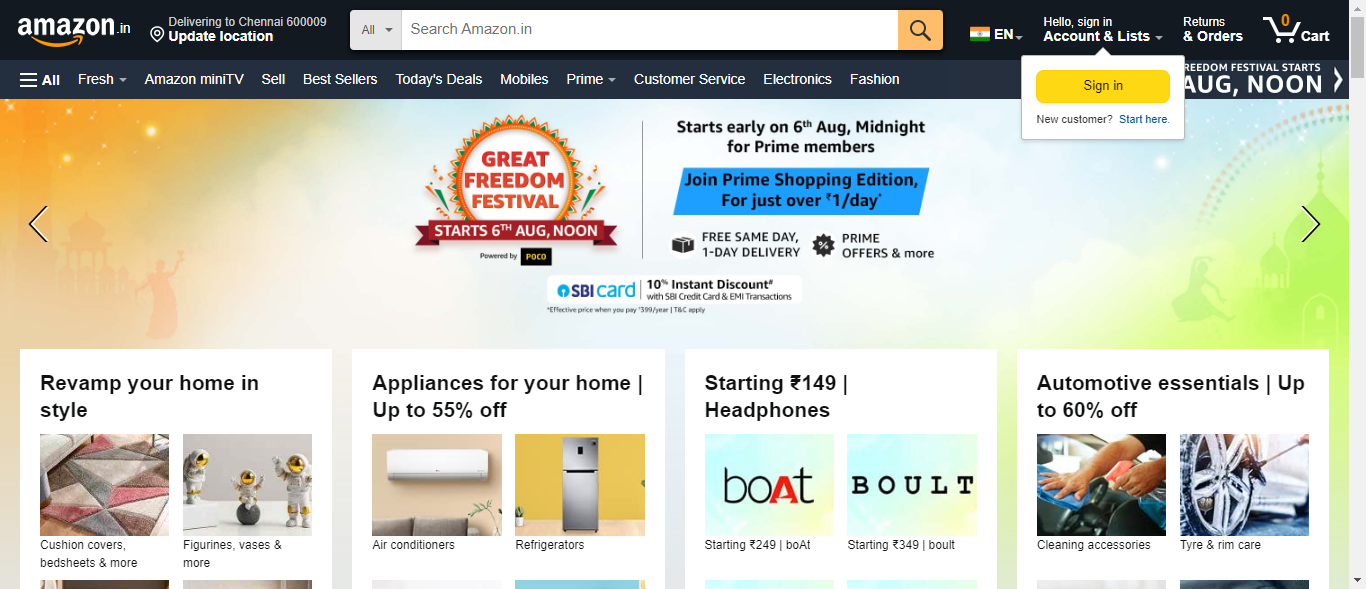 amazon.in
Delivering to Chennai 600009
Update location
All
Search Amazon.in
EN
Hello, sign in
Account & Lists
Returns
& Orders
0
Cart
All
Fresh
Amazon miniTV
Sell
Best Sellers
Today's Deals
Mobiles
Prime
Customer Service
Electronics
Fashion
REEDOM FESTIVAL STARTS
AUG, NOON
Sign in
New customer? Start here.
GREAT
FREEDOM
FESTIVAL
STARTS 6TH AUG, NOON
Powered by POCO
Starts early on 6th Aug, Midnight
for Prime members
Join Prime Shopping Edition,
For just over ₹1/day*
FREE SAME DAY,
1-DAY DELIVERY
PRIME
OFFERS & more
SBI card
10% Instant Discount#
with SBI Credit Card & EMI Transactions
*Effective price when you pay ₹399/year | T&C apply
Revamp your home in
style
Cushion covers,
bedsheets & more
Figurines, vases &
more
Appliances for your home |
Up to 55% off
Air conditioners
Refrigerators
Starting ₹149 |
Headphones
boAt
BOULT
Starting ₹249 | boAt
Starting ₹349 | boult
Automotive essentials | Up
to 60% off
Cleaning accessories
Tyre & rim care